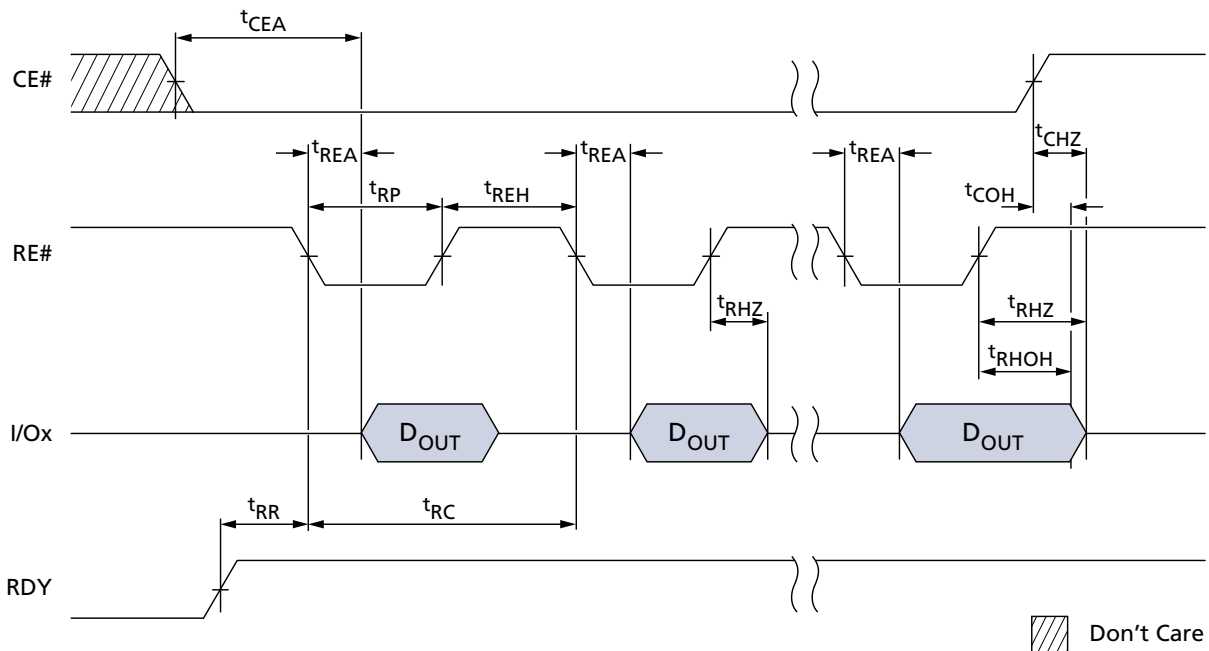 tCEA
CE#
tCHZ
tREA
tREA
tREA
tRP
tREH
tCOH
RE#
tRHZ
tRHZ
tRHOH
I/Ox
DOUT
DOUT
DOUT
tRR
tRC
RDY
Don't Care